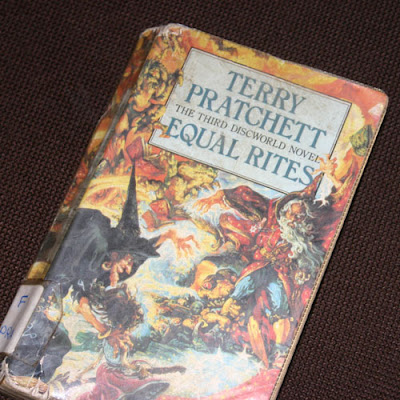 TERRY
PRATCHETT
THE THIRD DISCWORLD NOVEL
EQUAL RITES
F